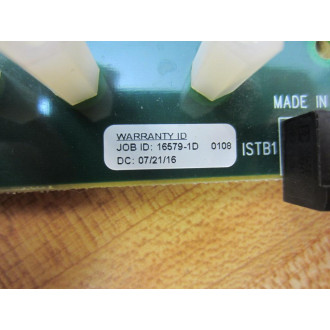 MADE IN
WARRANTY ID
JOB ID: 16579-1D 0108
DC: 07/21/16
ISTB1